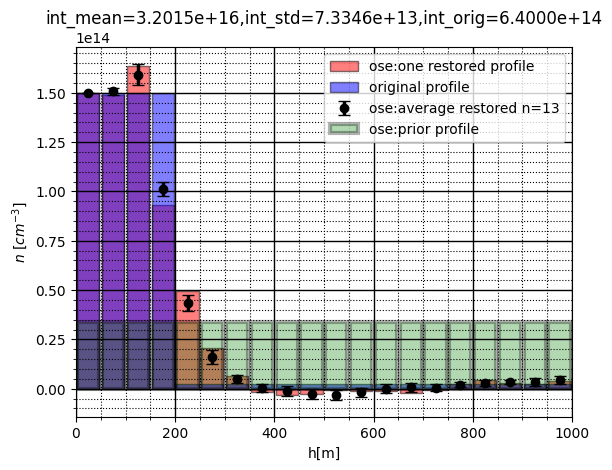 int_mean=3.2015e+16,int_std=7.3346e+13,int_orig=6.4000e+14
1e14
ose:one restored profile
original profile
ose:average restored n=13
ose:prior profile
1.50
1.25
1.00
0.75
0.50
0.25
0.00
n [cm⁻³]
0 200 400 600 800 1000
h[m]